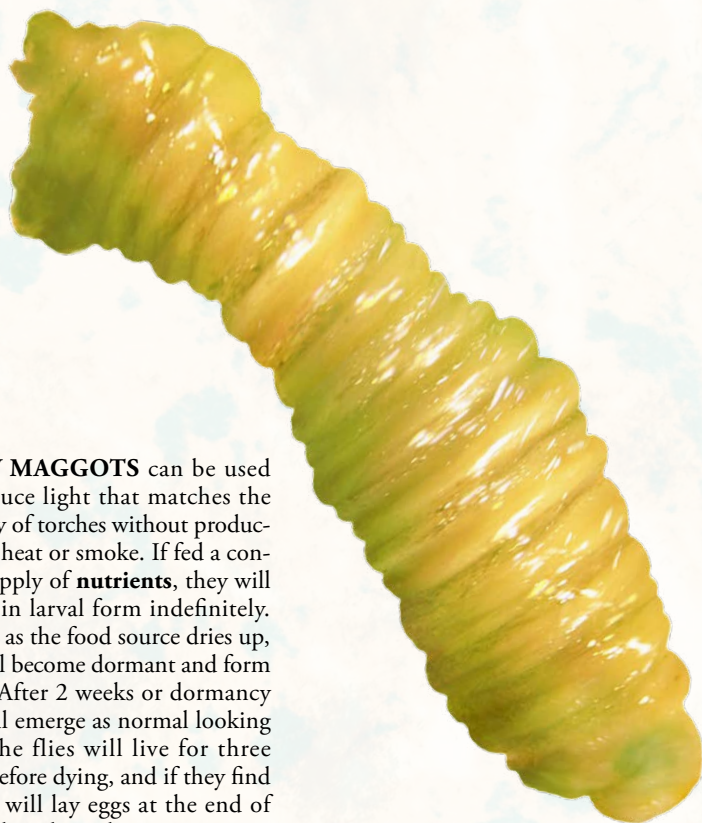 MAGGOTS can be used
uce light that matches the
y of torches without produc-
heat or smoke. If fed a con-
pply of nutrients, they will
in larval form indefinitely.
as the food source dries up,
l become dormant and form
After 2 weeks or dormancy
ll emerge as normal looking
he flies will live for three
efore dying, and if they find
will lay eggs at the end of